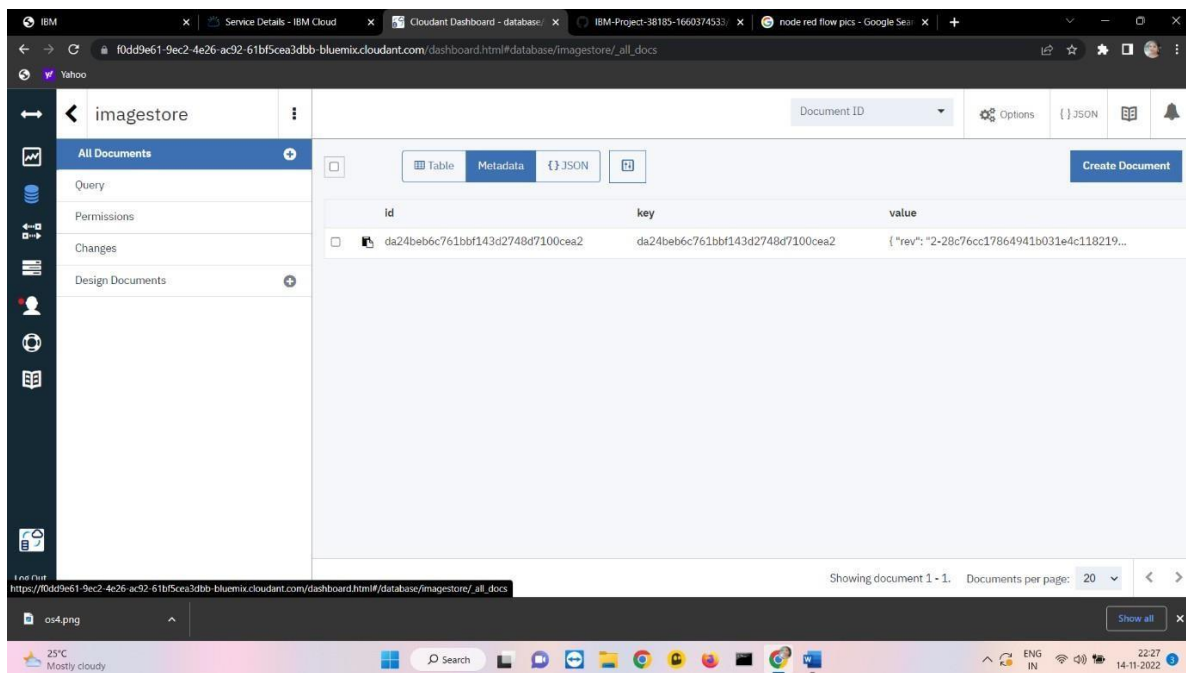 IBM
Service Details - IBM Cloud
Cloudant Dashboard - database/
IBM-Project-38185-1660374533/
node red flow pics - Google Sear
f0dd9e61-9ec2-4e26-ac92-61bf5cea3dbb-bluemix.cloudant.com/dashboard.html#database/imagestore/_all_docs
Yahoo
imagestore
Document ID
Options
{ } JSON
All Documents
Table
Metadata
{ } JSON
Create Document
Query
Permissions
Changes
Design Documents
id key value
da24beb6c761bbf143d2748d7100cea2 da24beb6c761bbf143d2748d7100cea2 { "rev": "2-28c76cc17864941b031e4c118219...
Log Out
Showing document 1 - 1. Documents per page: 20
https://f0dd9e61-9ec2-4e26-ac92-61bf5cea3dbb-bluemix.cloudant.com/dashboard.html#/database/imagestore/_all_docs
os4.png
Show all
25°C
Mostly cloudy
Search
ENG
IN
22:27
14-11-2022
3